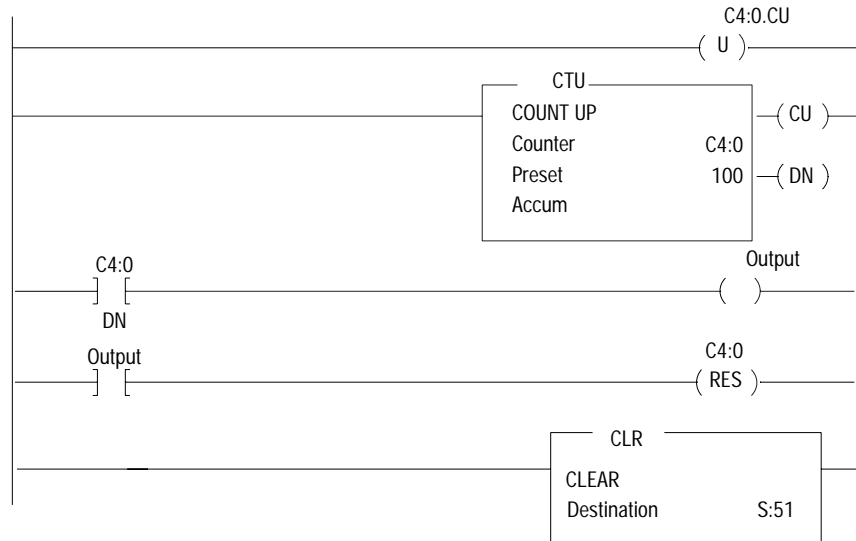 C4:0.CU
( U )
CTU
COUNT UP
( CU )
Counter C4:0
Preset 100
( DN )
Accum
C4:0
Output
DN
Output
C4:0
( RES )
CLR
CLEAR
Destination S:51